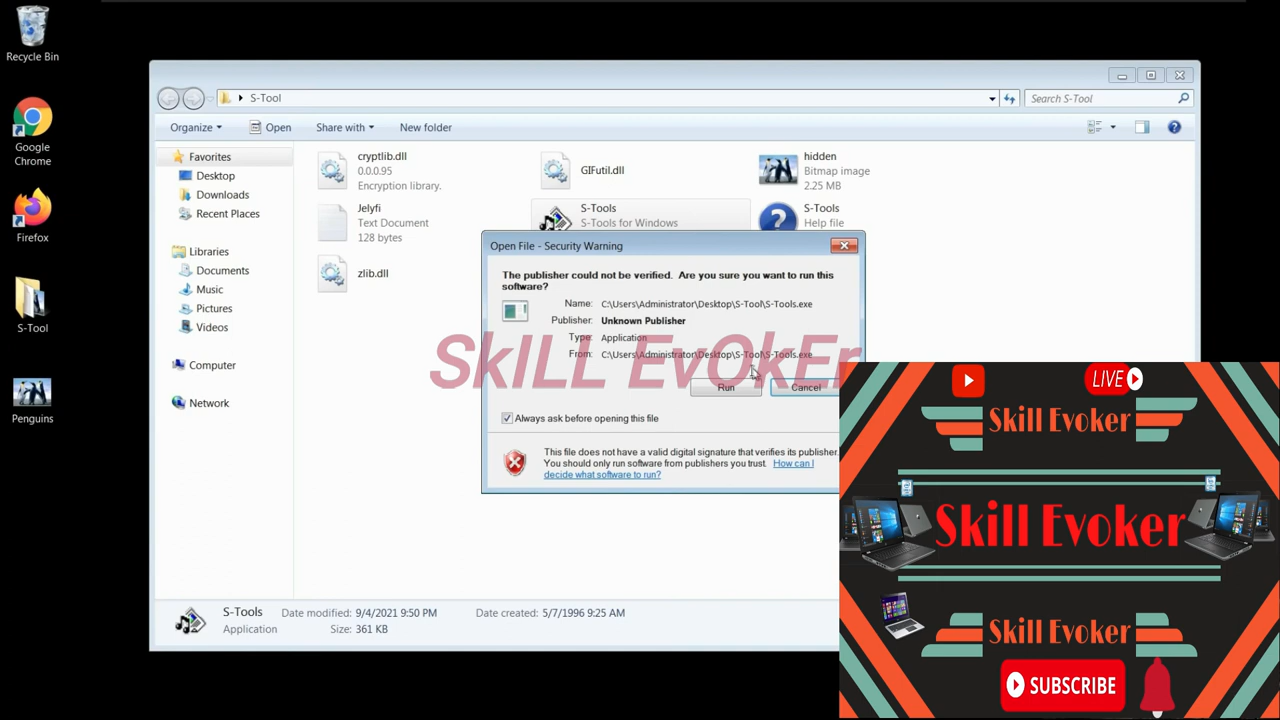 Recycle Bin
Google
Chrome
Firefox
S-Tool
Penguins
S-Tool
Search S-Tool
Organize
Open
Share with
New folder
Favorites
Desktop
Downloads
Recent Places
Libraries
Documents
Music
Pictures
Videos
Computer
Network
cryptlib.dll
0.0.0.95
Encryption library.
GIFutil.dll
hidden
Bitmap image
2.25 MB
Jelyfi
Text Document
128 bytes
S-Tools
S-Tools for Windows
S-Tools
Help file
zlib.dll
Open File - Security Warning
The publisher could not be verified. Are you sure you want to run this
software?
Name: C:\Users\Administrator\Desktop\S-Tool\S-Tools.exe
Publisher: Unknown Publisher
Type: Application
From: C:\Users\Administrator\Desktop\S-Tool\S-Tools.exe
SkILL EvOkEr
Run
Cancel
Always ask before opening this file
This file does not have a valid digital signature that verifies its publisher.
You should only run software from publishers you trust. How can I
decide what software to run?
S-Tools
Application
Date modified: 9/4/2021 9:50 PM
Size: 361 KB
Date created: 5/7/1996 9:25 AM
LIVE
Skill Evoker
Skill Evoker
Skill Evoker
SUBSCRIBE